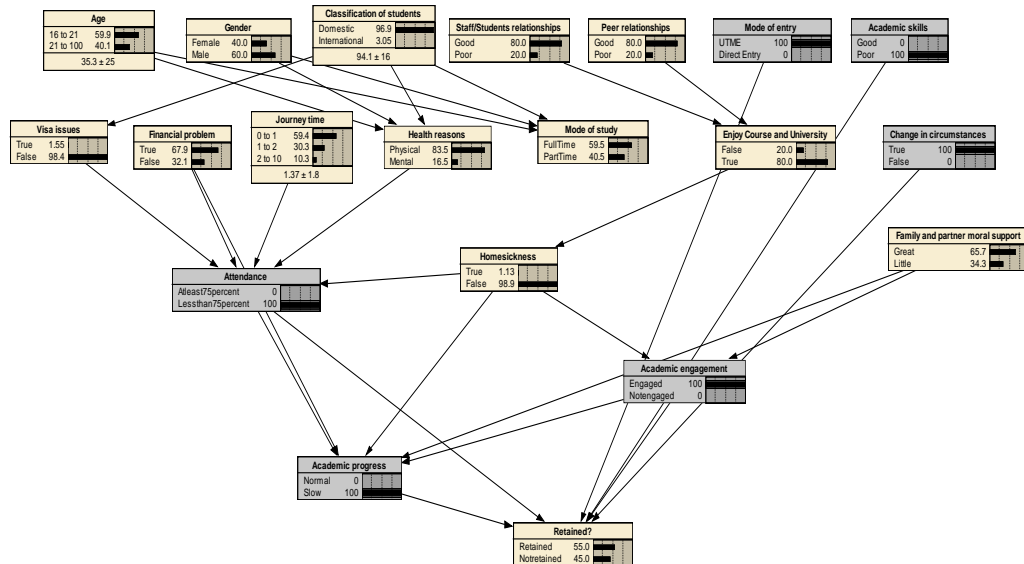 Age
16 to 21 59.9
21 to 100 40.1
35.3 ± 25
Gender
Female 40.0
Male 60.0
Classification of students
Domestic 96.9
International 3.05
94.1 ± 16
Staff/Students relationships
Good 80.0
Poor 20.0
Peer relationships
Good 80.0
Poor 20.0
Mode of entry
UTME 100
Direct Entry 0
Academic skills
Good 0
Poor 100
Visa issues
True 1.55
False 98.4
Financial problem
True 67.9
False 32.1
Journey time
0 to 1 59.4
1 to 2 30.3
2 to 10 10.3
1.37 ± 1.8
Health reasons
Physical 83.5
Mental 16.5
Mode of study
FullTime 59.5
PartTime 40.5
Enjoy Course and University
False 20.0
True 80.0
Change in circumstances
True 100
False 0
Family and partner moral support
Great 65.7
Little 34.3
Attendance
Atleast75percent 0
Lessthan75percent 100
Homesickness
True 1.13
False 98.9
Academic engagement
Engaged 100
Notengaged 0
Academic progress
Normal 0
Slow 100
Retained?
Retained 55.0
Notretained 45.0